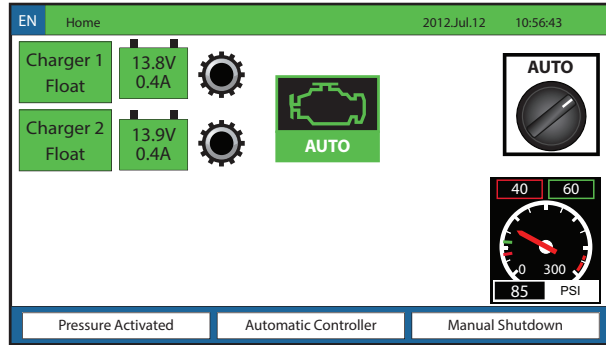 EN Home 2012.Jul.12 10:56:43
Charger 1
Float
13.8V
0.4A
Charger 2
Float
13.9V
0.4A
AUTO
AUTO
40 60
0 300
85 PSI
Pressure Activated Automatic Controller Manual Shutdown